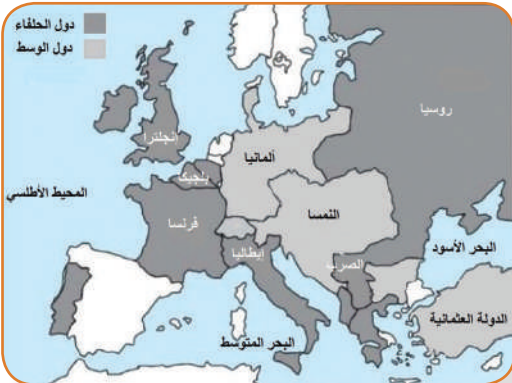 دول الحلفاء
دول الوسط
روسيا
انجلترا
ألمانيا
بلجيكا
المحيط الأطلسي
النمسا
فرنسا
البحر الأسود
إيطاليا
الصرب
الدولة العثمانية
البحر المتوسط